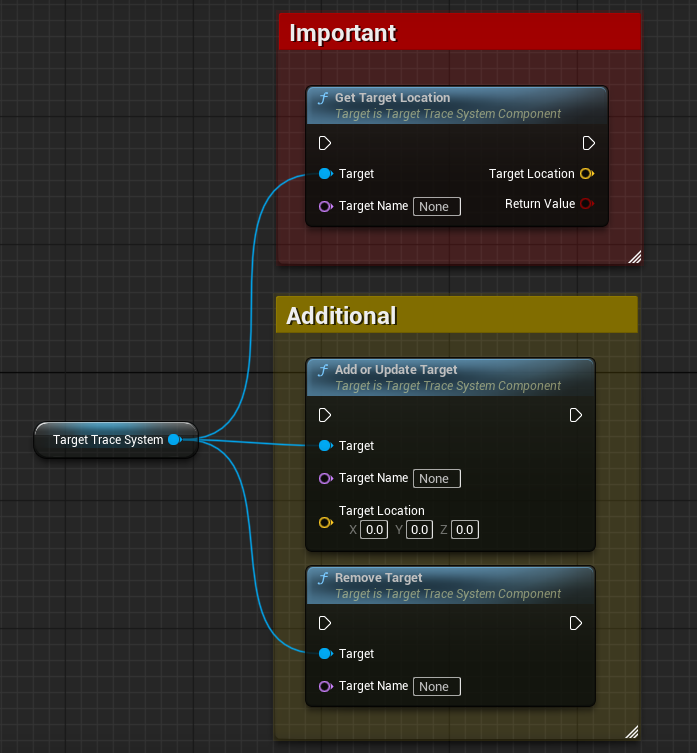 Important
Get Target Location
Target is Target Trace System Component
Target
Target Location
Target Name None
Return Value
Additional
Add or Update Target
Target is Target Trace System Component
Target Trace System
Target
Target Name None
Target Location
X 0.0 Y 0.0 Z 0.0
Remove Target
Target is Target Trace System Component
Target
Target Name None